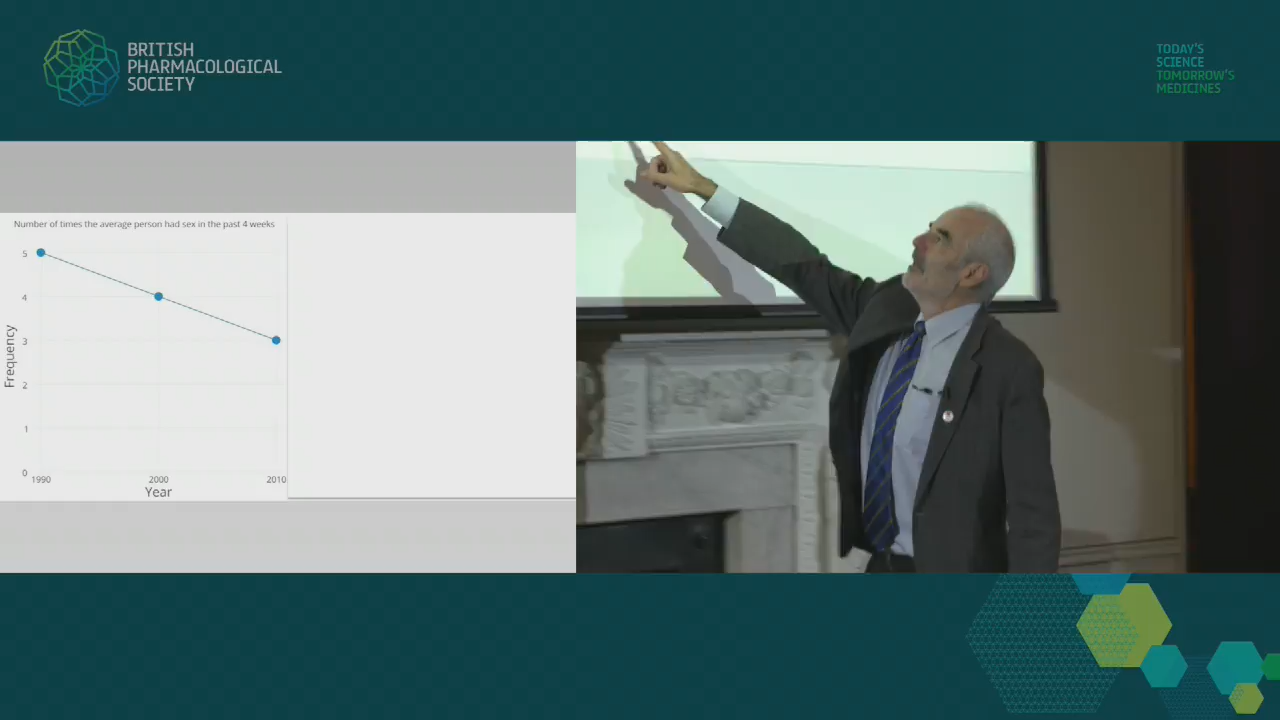 BRITISH
PHARMACOLOGICAL
SOCIETY
TODAY'S
SCIENCE
TOMORROW'S
MEDICINES
Number of times the average person had sex in the past 4 weeks
5
4
3
2
1
0
Frequency
1990
2000
2010
Year